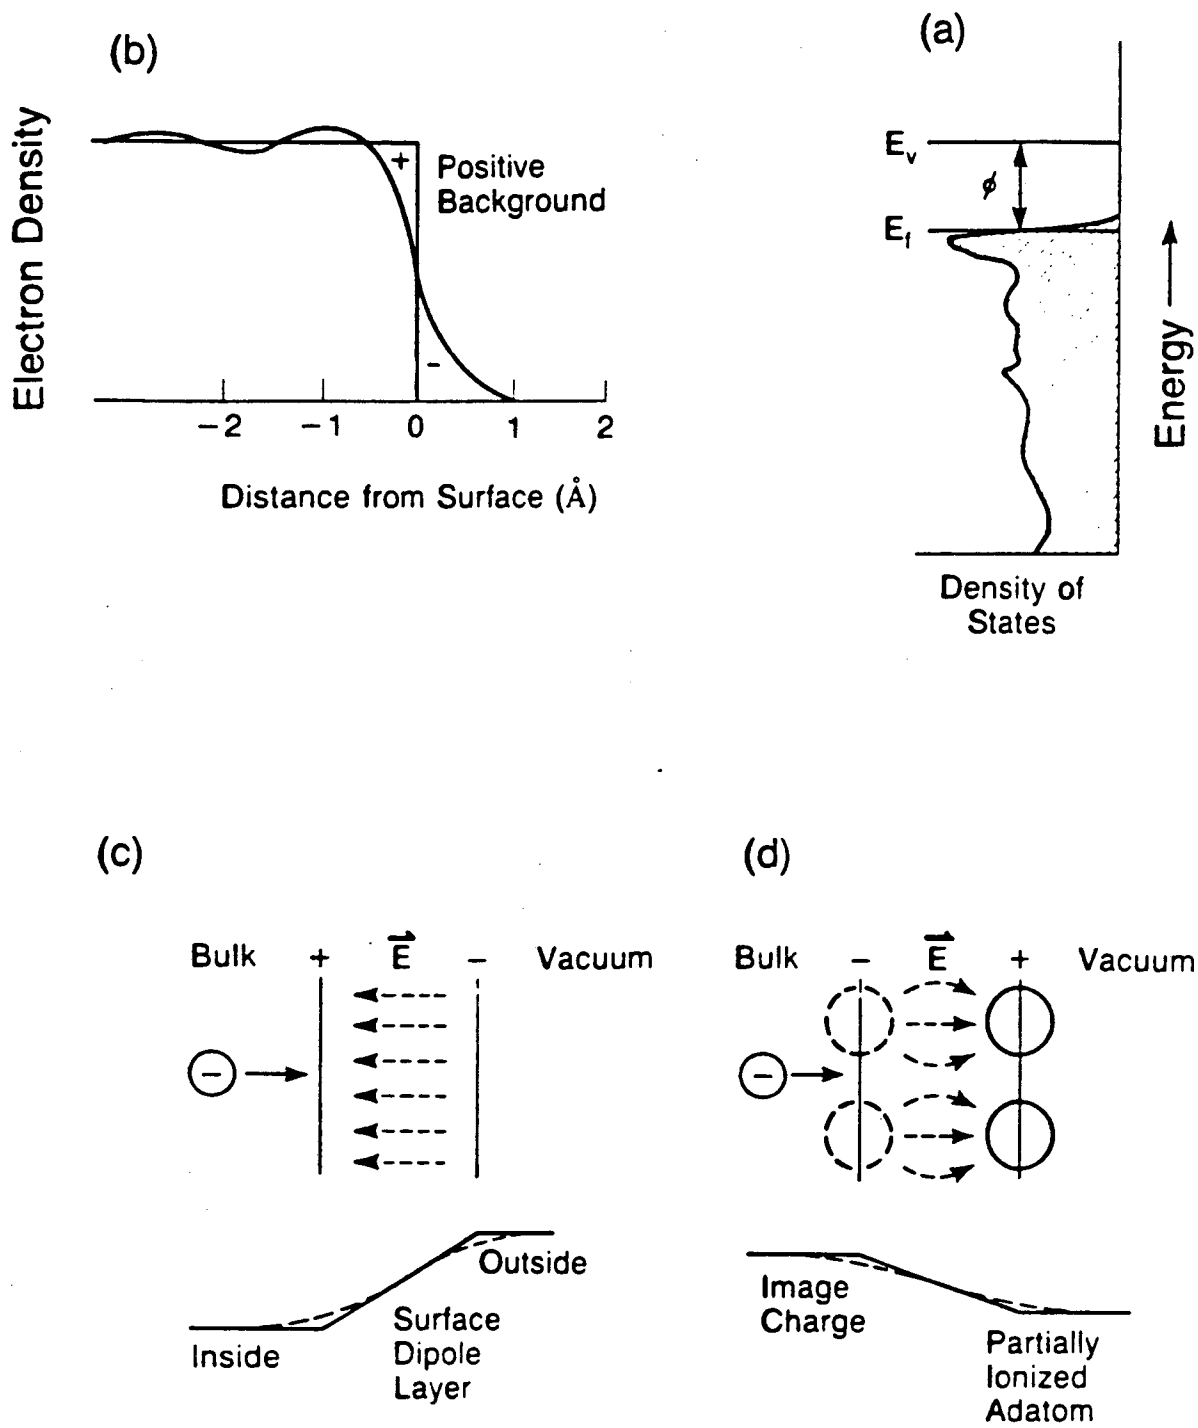 (b)
Electron Density
+
Positive
Background
-
−2 −1 0 1 2
Distance from Surface (Å)
(a)
E_v
ϕ
E_f
Energy
Density of
States
(c)
Bulk + E⃗ − Vacuum
−
Outside
Surface
Dipole
Layer
Inside
(d)
Bulk − E⃗ + Vacuum
−
Image
Charge
Partially
Ionized
Adatom